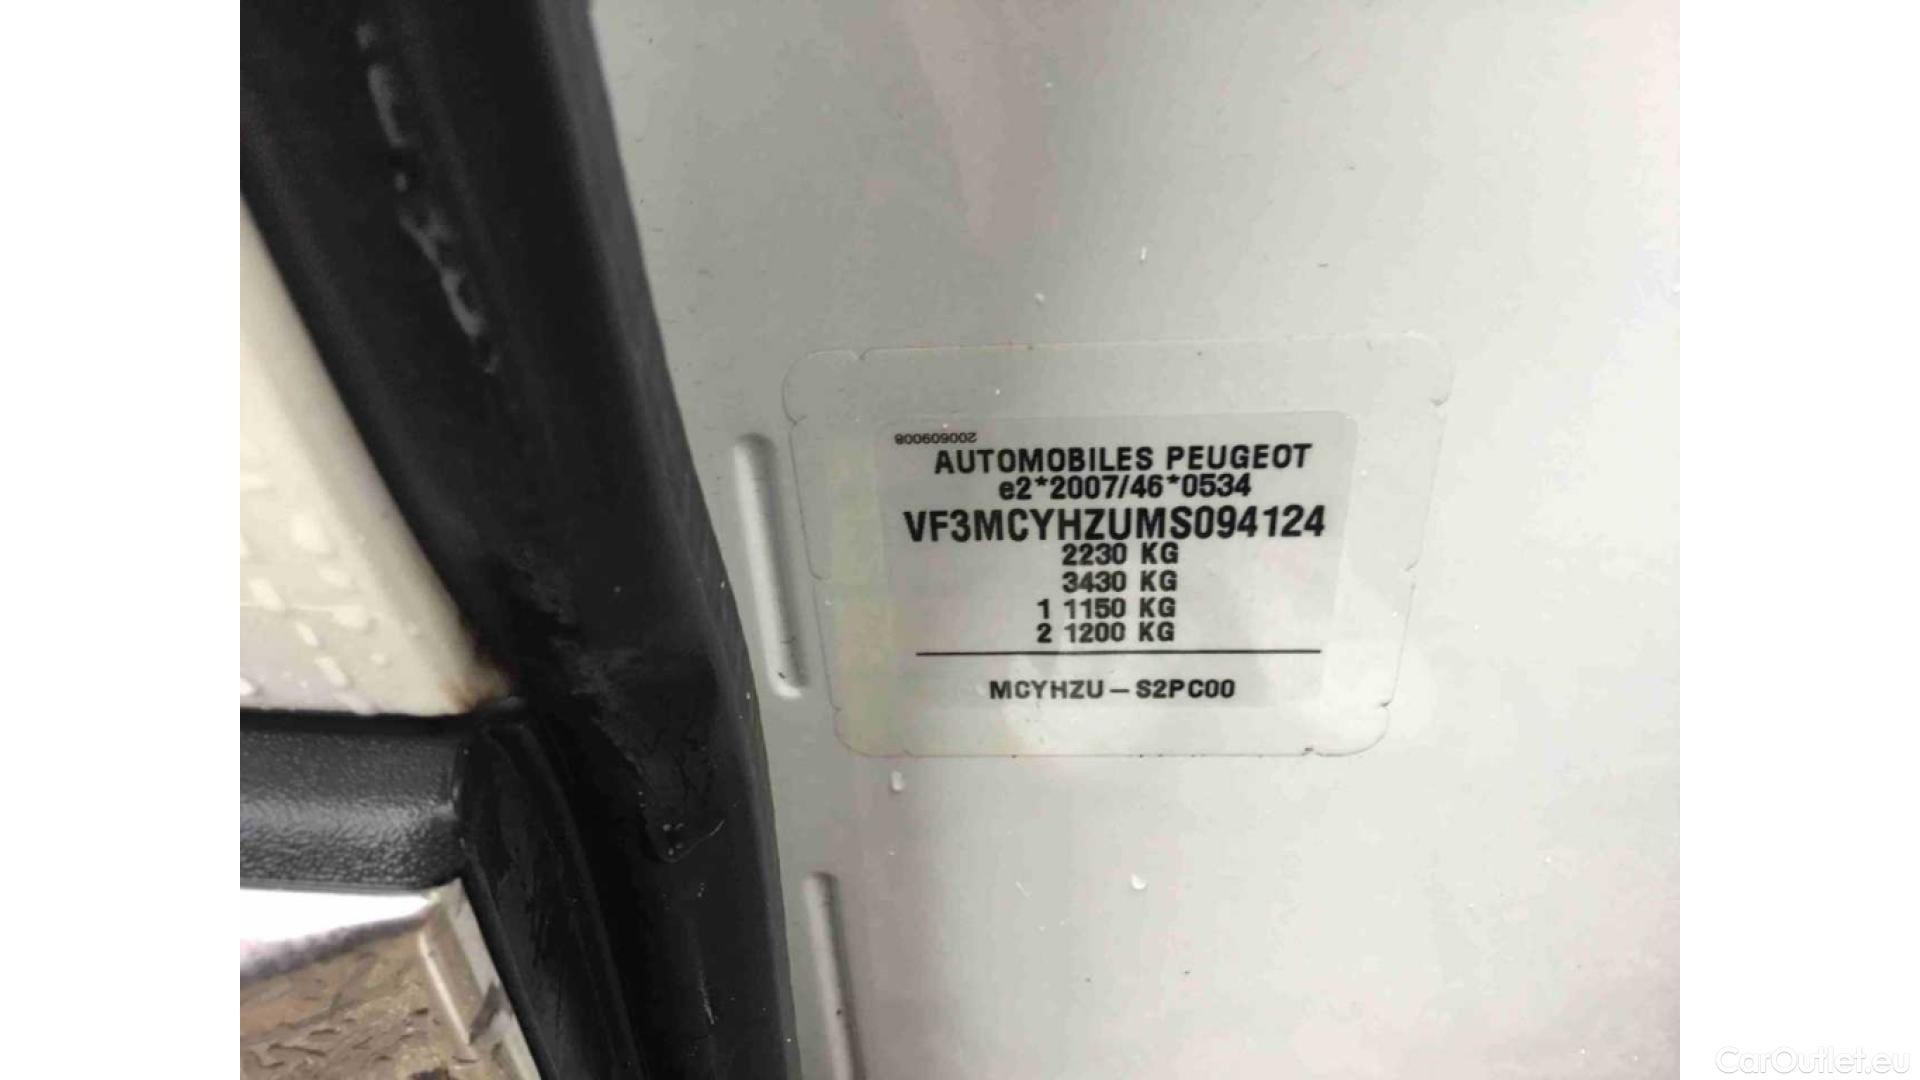 200609008
AUTOMOBILES PEUGEOT
e2*2007/46*0534
VF3MCYHZUMS094124
2230 KG
3430 KG
1 1150 KG
2 1200 KG
MCYHZU – S2PC00
CarOutlet.eu